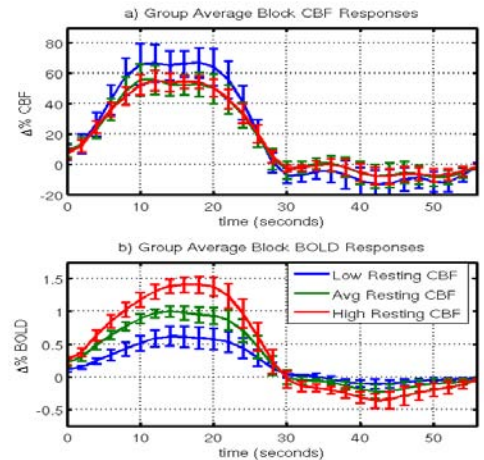 a) Group Average Block CBF Responses
80
60
40
20
0
-20
Δ% CBF
0 10 20 30 40 50
time (seconds)
b) Group Average Block BOLD Responses
1.5
1
0.5
0
-0.5
Δ% BOLD
Low Resting CBF
Avg Resting CBF
High Resting CBF
0 10 20 30 40 50
time (seconds)